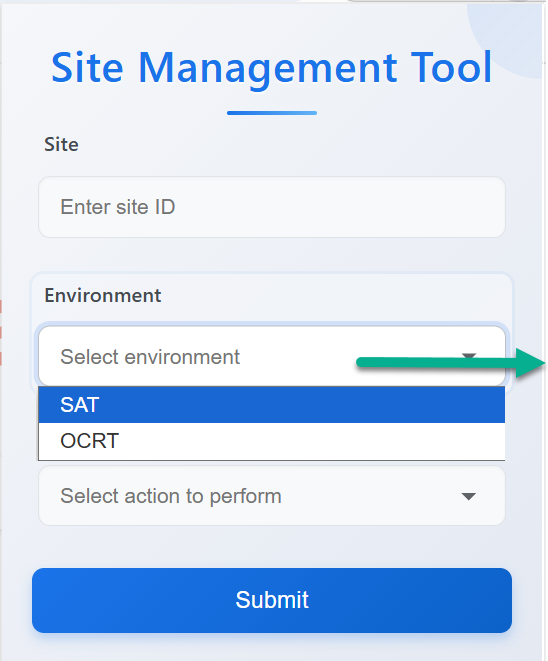 Site Management Tool
Site
Enter site ID
Environment
Select environment
SAT
OCRT
Select action to perform
Submit